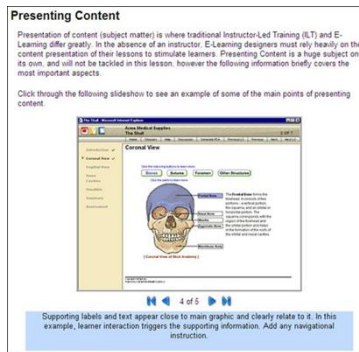 Presenting Content
Presentation of content (subject matter) is where traditional Instructor-Led Training (ILT) and E-
Learning differ greatly. In the absence of an instructor, E-Learning designers must rely heavily on the
content presentation of their lessons to stimulate learners. Presenting Content is a huge subject on
its own, and will not be tackled in this lesson, however the following information briefly covers the
most important aspects.
Click through the following slideshow to see an example of some of the main points of presenting
content.
Acme Medical Supplies
The Skull
2 OF 7
Coronal View
Introduction
Coronal View
Bones
Sutures
Foramen
Other Structures
4 of 5
Supporting labels and text appear close to main graphic and clearly relate to it. In this
example, learner interaction triggers the supporting information. Add any navigational
instruction.